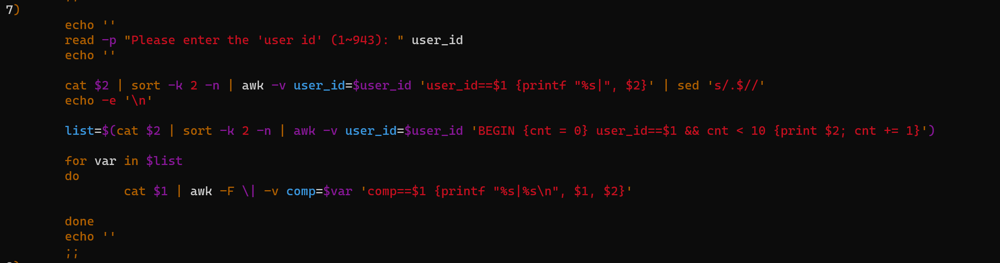 ;;
7)
echo ''
read -p "Please enter the 'user id' (1~943): " user_id
echo ''
cat $2 | sort -k 2 -n | awk -v user_id=$user_id 'user_id==$1 {printf "%s|", $2}' | sed 's/.$//'
echo -e '\n'
list=$(cat $2 | sort -k 2 -n | awk -v user_id=$user_id 'BEGIN {cnt = 0} user_id==$1 && cnt < 10 {print $2; cnt += 1}')
for var in $list
do
cat $1 | awk -F \| -v comp=$var 'comp==$1 {printf "%s|%s\n", $1, $2}'
done
echo ''
;;